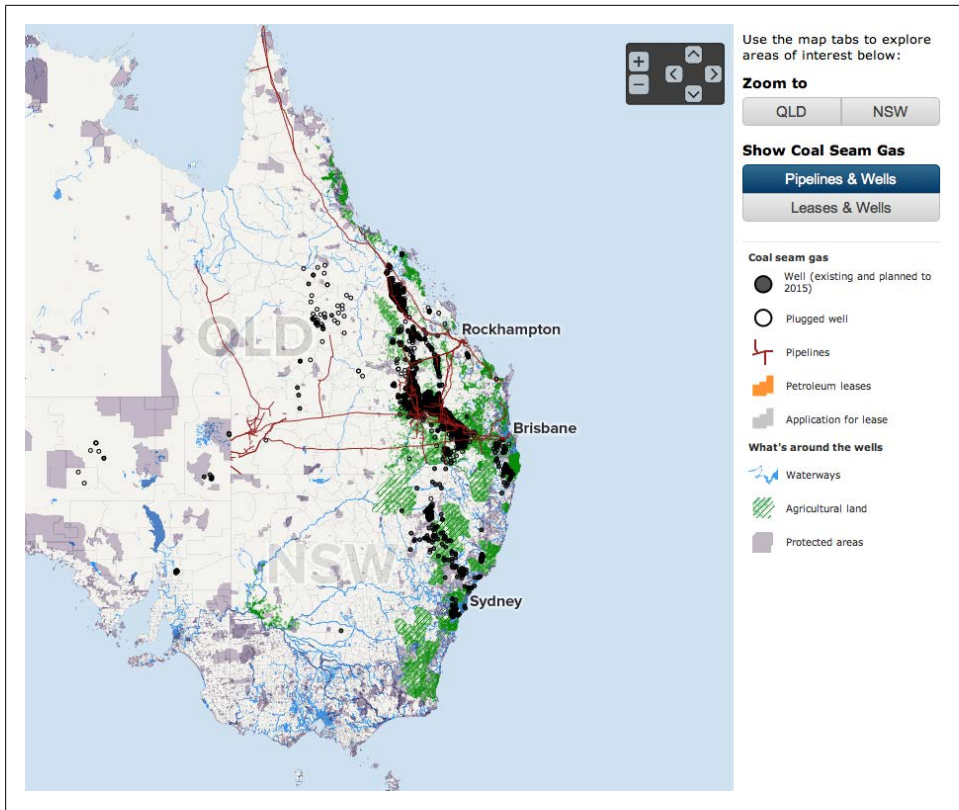 Use the map tabs to explore
areas of interest below:
Zoom to
QLD
NSW
Show Coal Seam Gas
Pipelines & Wells
Leases & Wells
Coal seam gas
Well (existing and planned to
2015)
Plugged well
Pipelines
Petroleum leases
Application for lease
What's around the wells
Waterways
Agricultural land
Protected areas
QLD
Rockhampton
Brisbane
NSW
Sydney